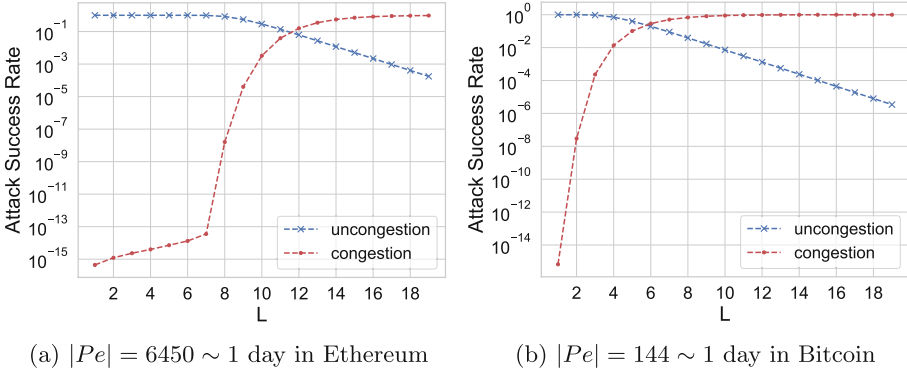 Attack Success Rate
10⁻¹
10⁻³
10⁻⁵
10⁻⁷
10⁻⁹
10⁻¹¹
10⁻¹³
10⁻¹⁵
uncongestion
congestion
2 4 6 8 10 12 14 16 18
L
(a) |Pe| = 6450 ∼ 1 day in Ethereum
Attack Success Rate
10⁰
10⁻²
10⁻⁴
10⁻⁶
10⁻⁸
10⁻¹⁰
10⁻¹²
10⁻¹⁴
uncongestion
congestion
2 4 6 8 10 12 14 16 18
L
(b) |Pe| = 144 ∼ 1 day in Bitcoin